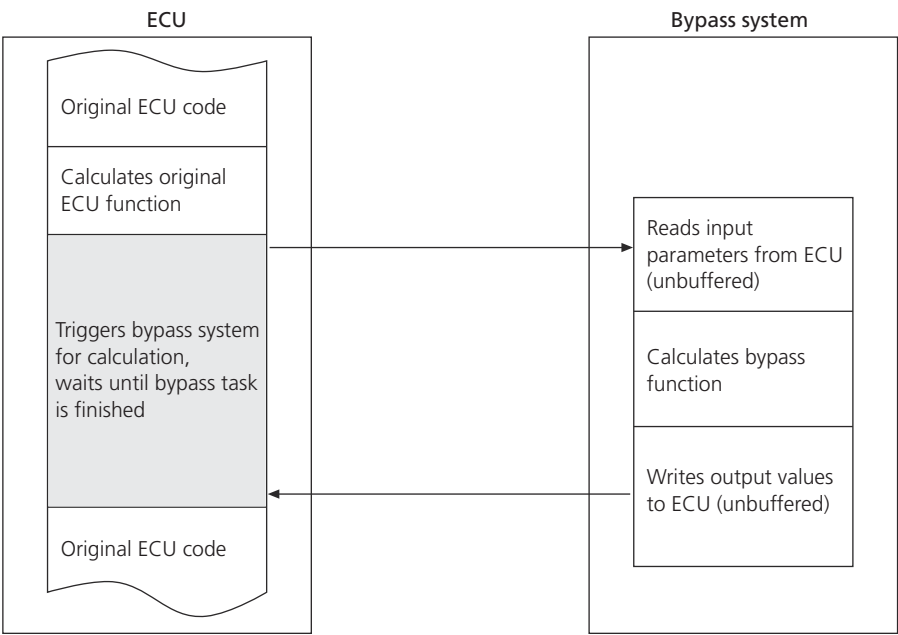 ECU
Bypass system
Original ECU code
Calculates original
ECU function
Triggers bypass system
for calculation,
waits until bypass task
is finished
Original ECU code
Reads input
parameters from ECU
(unbuffered)
Calculates bypass
function
Writes output values
to ECU (unbuffered)